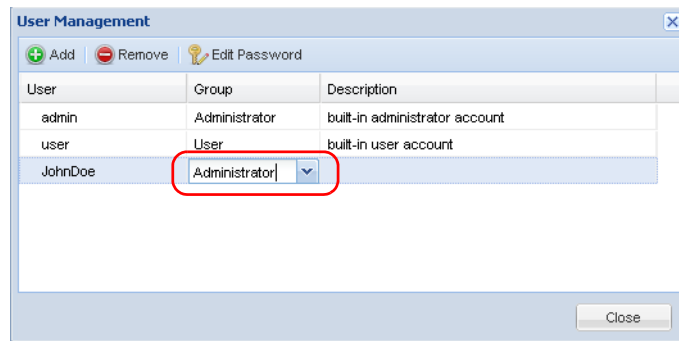 User Management
Add Remove Edit Password
User Group Description
admin Administrator built-in administrator account
user User built-in user account
JohnDoe Administrator
Close